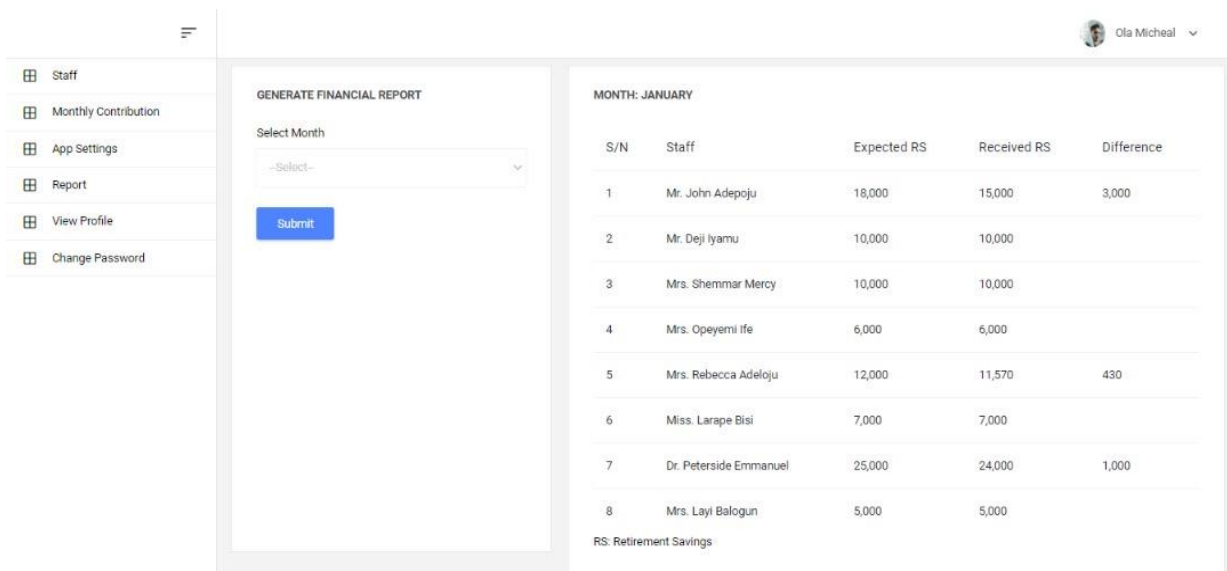 Ola Micheal
Staff
Monthly Contribution
App Settings
Report
View Profile
Change Password
GENERATE FINANCIAL REPORT
Select Month
--Select--
Submit
MONTH: JANUARY
S/N Staff Expected RS Received RS Difference
1 Mr. John Adepoju 18,000 15,000 3,000
2 Mr. Deji Iyamu 10,000 10,000
3 Mrs. Shemmar Mercy 10,000 10,000
4 Mrs. Opeyemi Ife 6,000 6,000
5 Mrs. Rebecca Adeloju 12,000 11,570 430
6 Miss. Larape Bisi 7,000 7,000
7 Dr. Peterside Emmanuel 25,000 24,000 1,000
8 Mrs. Layi Balogun 5,000 5,000
RS: Retirement Savings